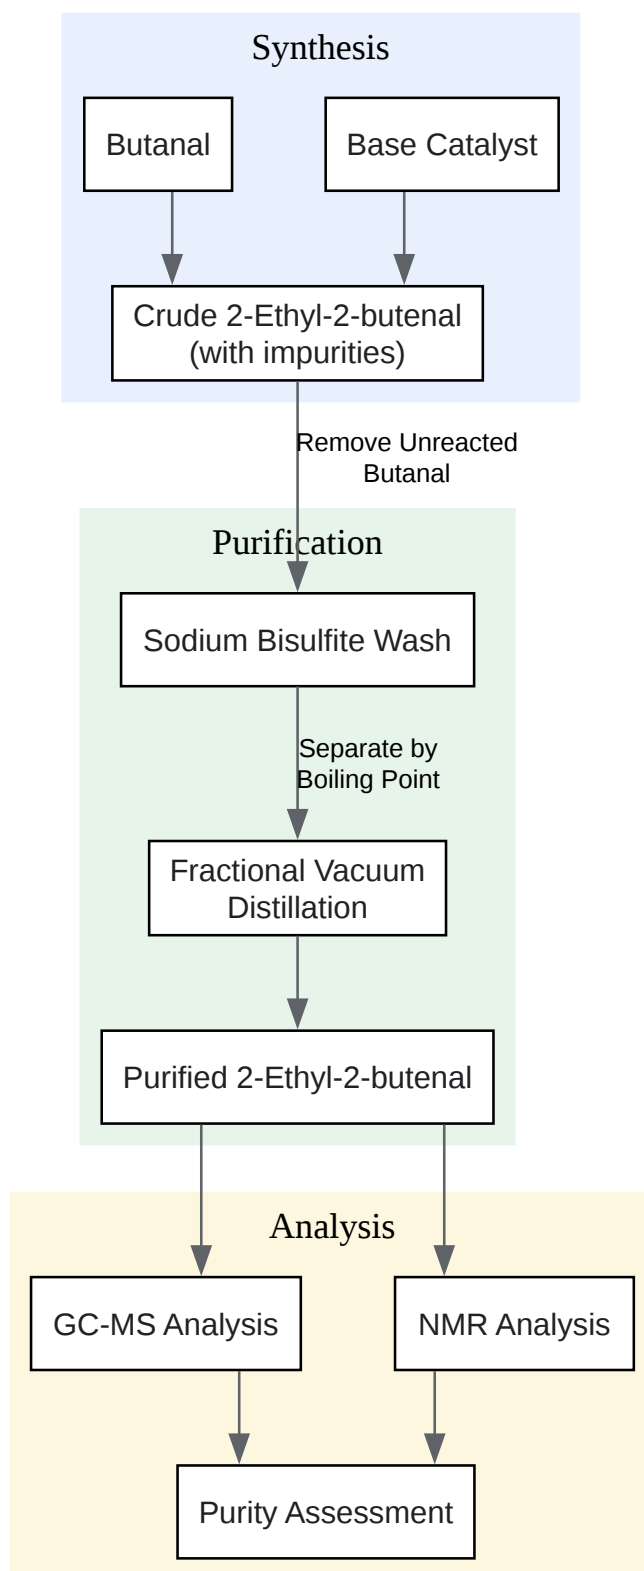 Synthesis
Butanal
Base Catalyst
Crude 2-Ethyl-2-butenal
(with impurities)
Remove Unreacted
Butanal
Purification
Sodium Bisulfite Wash
Separate by
Boiling Point
Fractional Vacuum
Distillation
Purified 2-Ethyl-2-butenal
Analysis
GC-MS Analysis
NMR Analysis
Purity Assessment